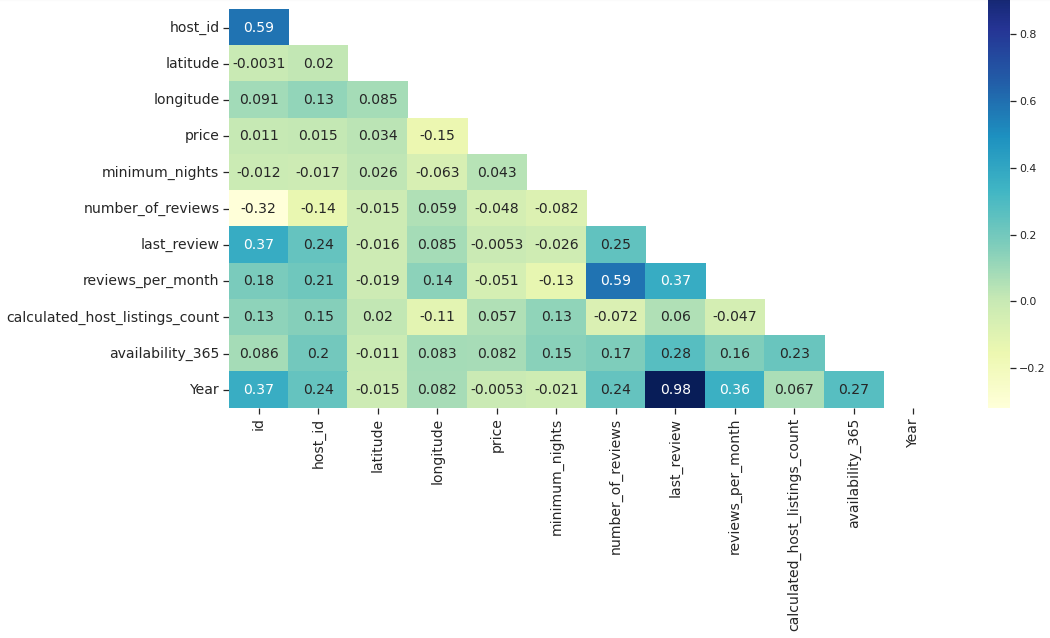 host_id 0.59
latitude -0.0031 0.02
longitude 0.091 0.13 0.085
price 0.011 0.015 0.034 -0.15
minimum_nights -0.012 -0.017 0.026 -0.063 0.043
number_of_reviews -0.32 -0.14 -0.015 0.059 -0.048 -0.082
last_review 0.37 0.24 -0.016 0.085 -0.0053 -0.026 0.25
reviews_per_month 0.18 0.21 -0.019 0.14 -0.051 -0.13 0.59 0.37
calculated_host_listings_count 0.13 0.15 0.02 -0.11 0.057 0.13 -0.072 0.06 -0.047
availability_365 0.086 0.2 -0.011 0.083 0.082 0.15 0.17 0.28 0.16 0.23
Year 0.37 0.24 -0.015 0.082 -0.0053 -0.021 0.24 0.98 0.36 0.067 0.27
id
host_id
latitude
longitude
price
minimum_nights
number_of_reviews
last_review
reviews_per_month
calculated_host_listings_count
availability_365
Year
0.8
0.6
0.4
0.2
0.0
−0.2